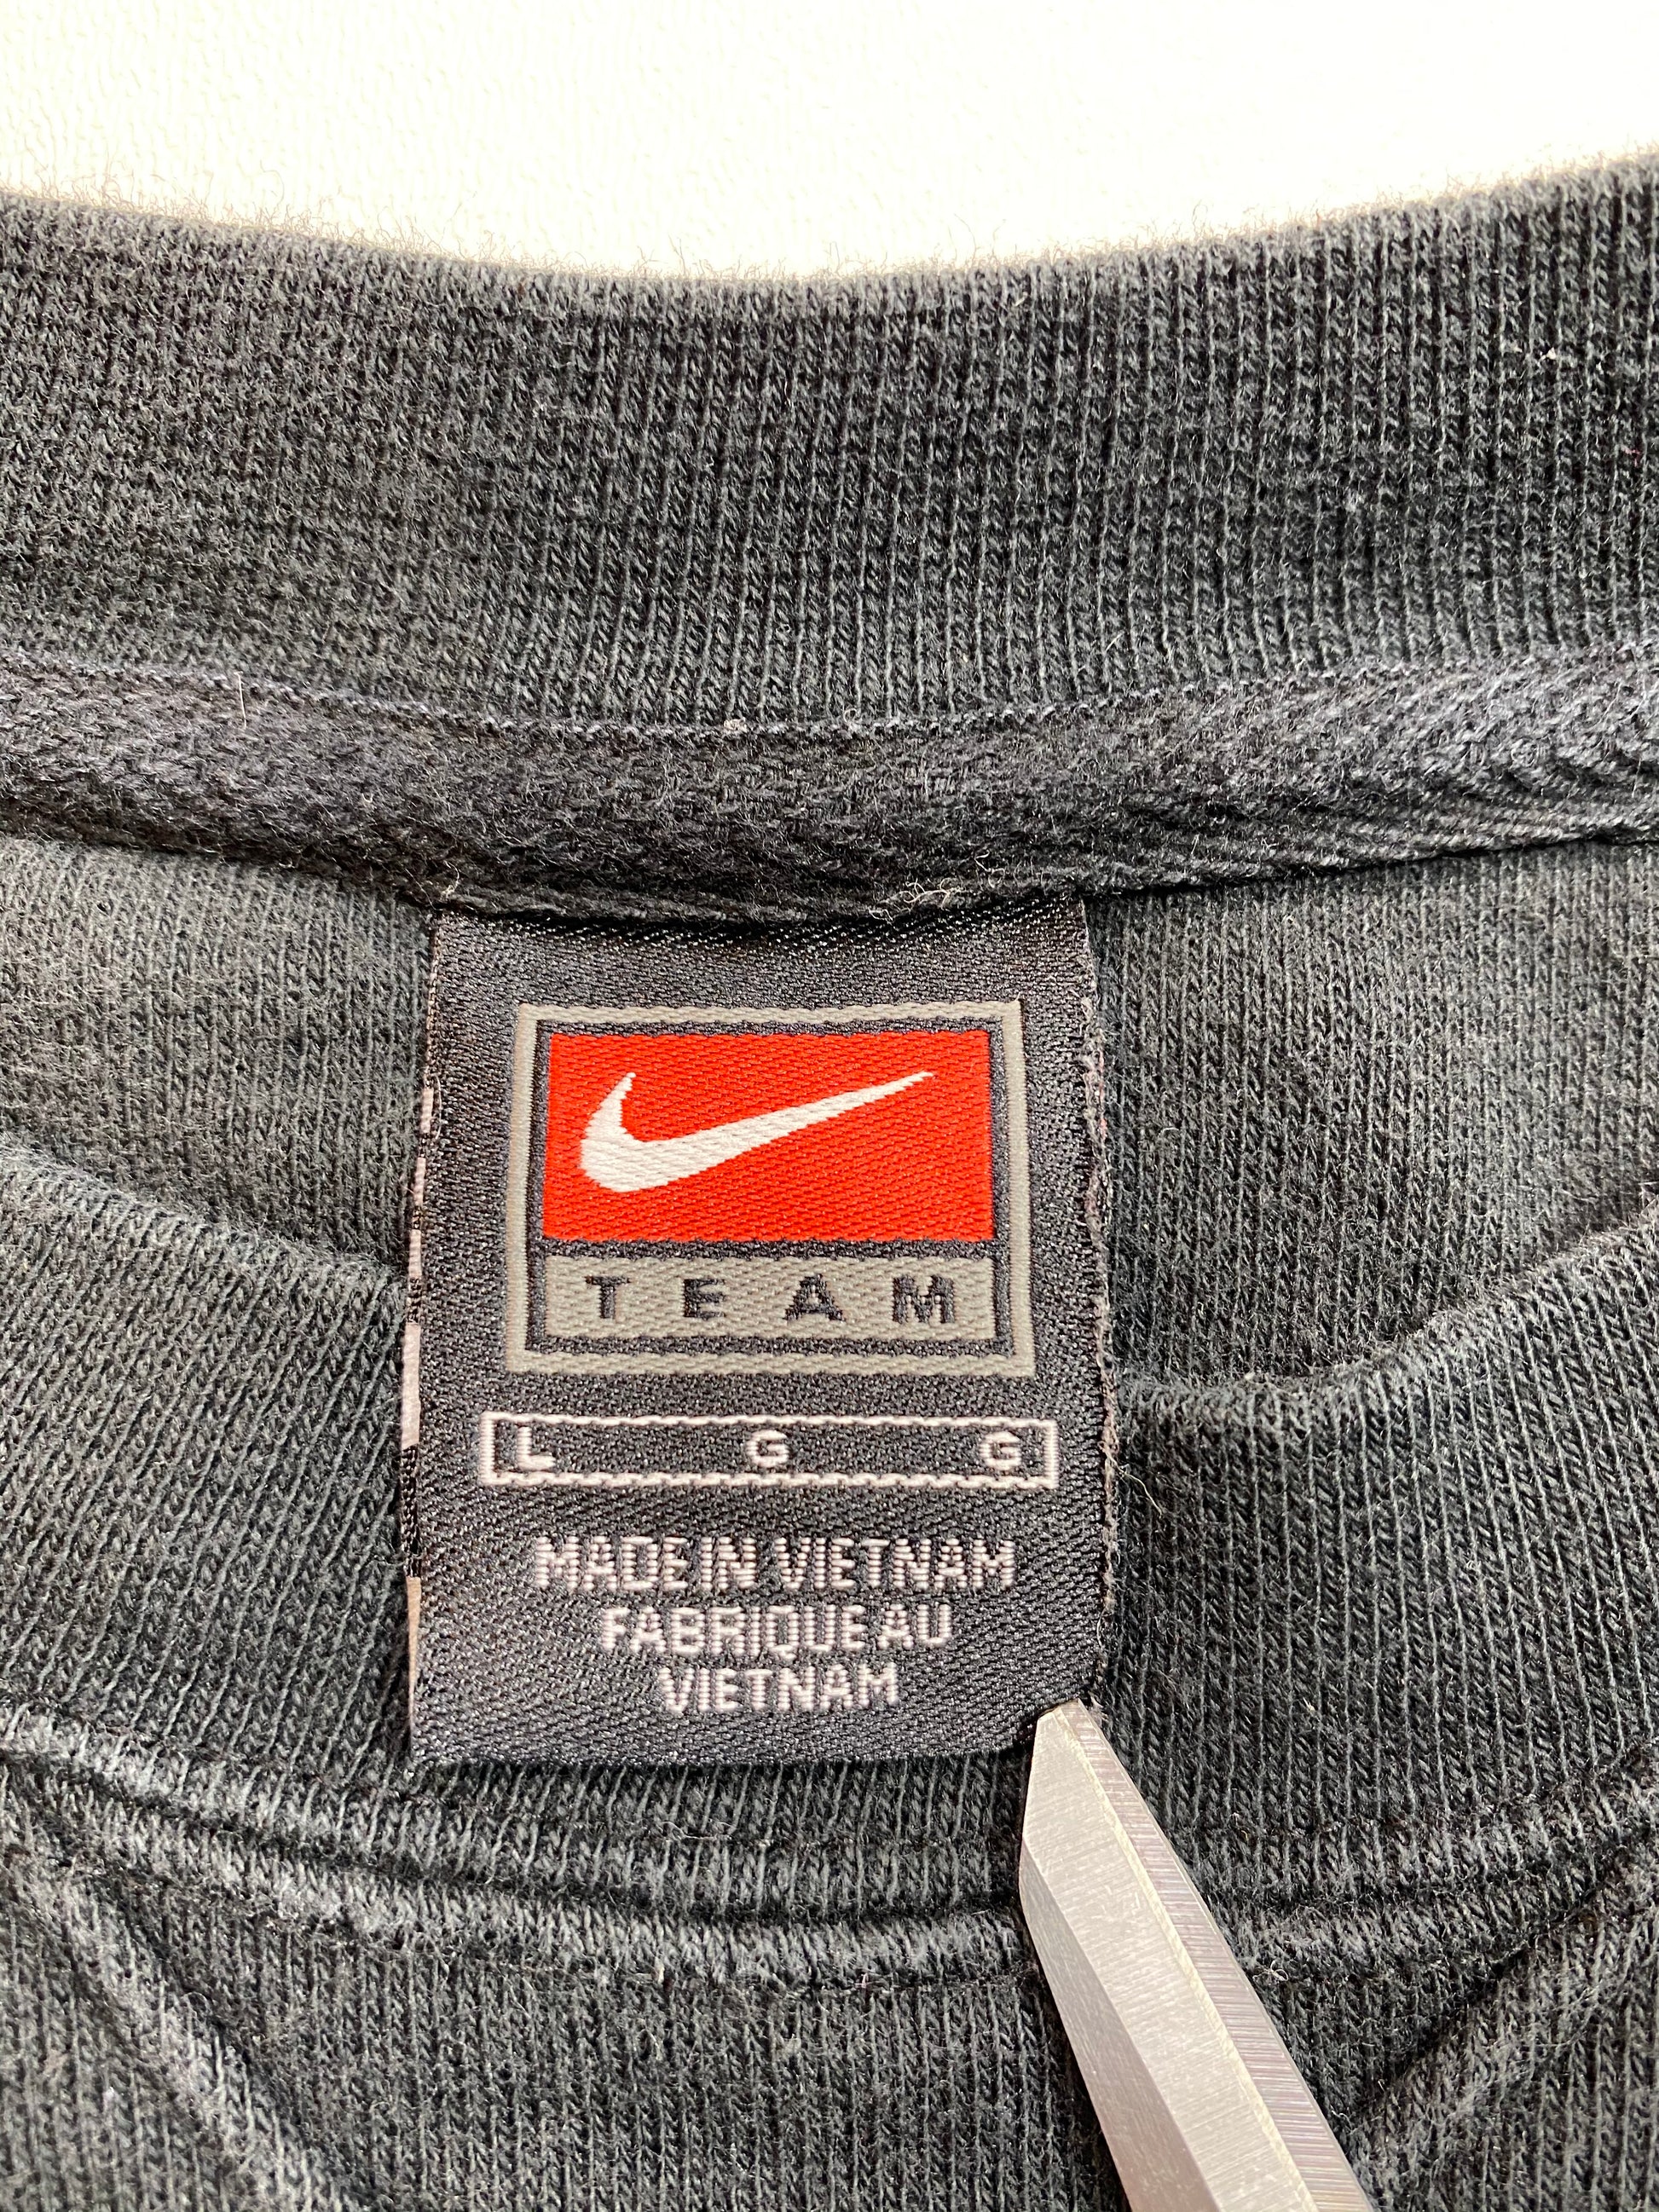 TEAM
L G G
MADE IN VIETNAM
FABRIQUE AU
VIETNAM